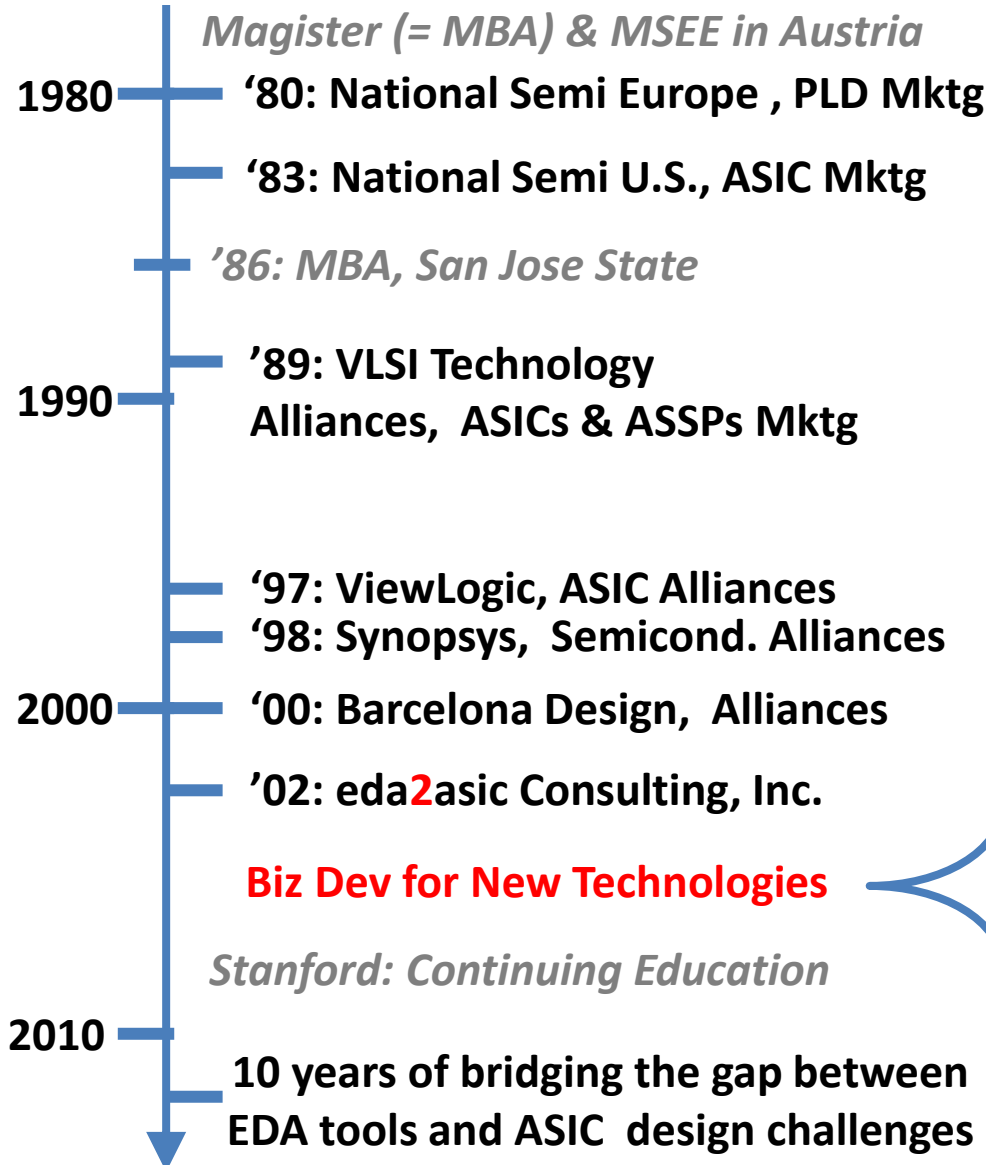 Magister (= MBA) & MSEE in Austria
1980
‘80: National Semi Europe , PLD Mktg
‘83: National Semi U.S., ASIC Mktg
’86: MBA, San Jose State
’89: VLSI Technology
1990
Alliances, ASICs & ASSPs Mktg
‘97: ViewLogic, ASIC Alliances
‘98: Synopsys, Semicond. Alliances
2000
‘00: Barcelona Design, Alliances
’02: eda2asic Consulting, Inc.
Biz Dev for New Technologies
Stanford: Continuing Education
2010
10 years of bridging the gap between
EDA tools and ASIC design challenges